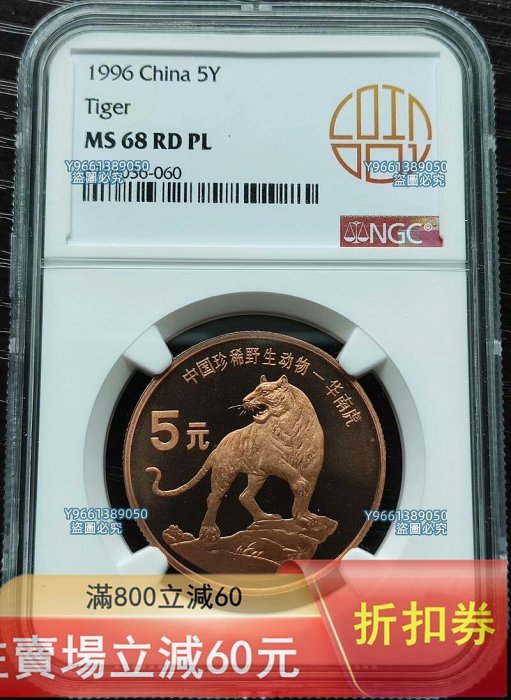 1996 China 5Y
Tiger
MS 68 RD PL
COIN
Y9661389050
盜圖必究
-060
Y9661389050
盜圖必究
NGC
中国珍稀野生动物—华南虎
5元
Y9661389050
盜圖必究
Y9661389050
盜圖必究
滿800立減60
賣場立減60元
折扣券